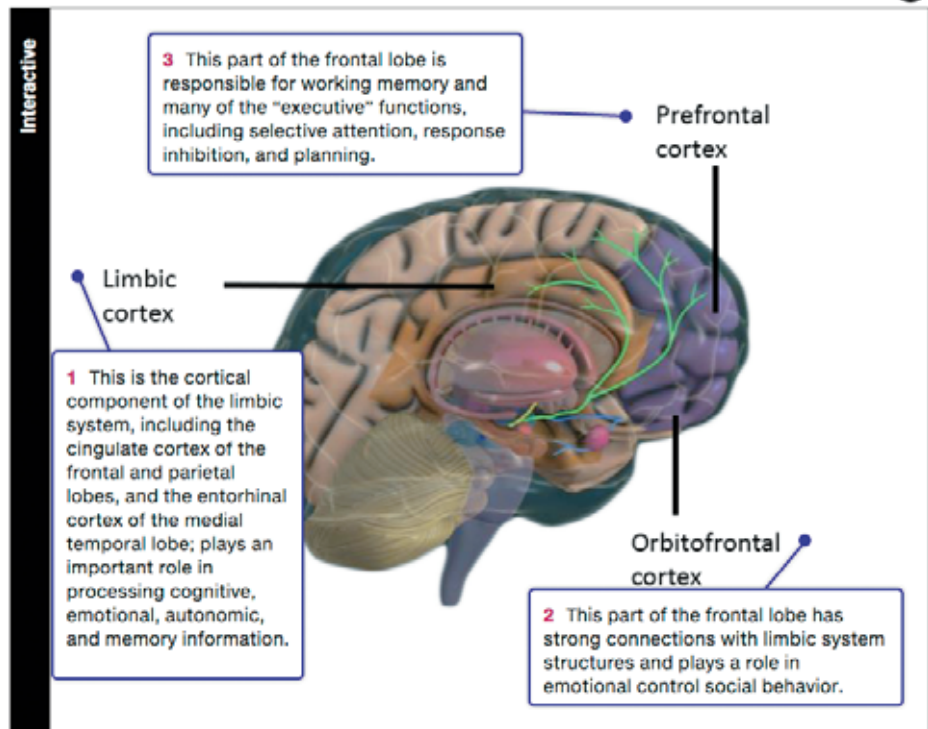 Interactive
3 This part of the frontal lobe is
responsible for working memory and
many of the “executive” functions,
including selective attention, response
inhibition, and planning.
Prefrontal
cortex
Limbic
cortex
1 This is the cortical
component of the limbic
system, including the
cingulate cortex of the
frontal and parietal
lobes, and the entorhinal
cortex of the medial
temporal lobe; plays an
important role in
processing cognitive,
emotional, autonomic,
and memory information.
Orbitofrontal
cortex
2 This part of the frontal lobe has
strong connections with limbic system
structures and plays a role in
emotional control social behavior.